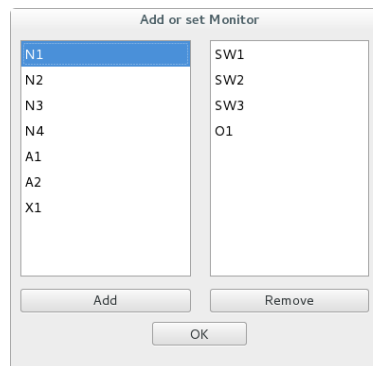 Add or set Monitor
N1
N2
N3
N4
A1
A2
X1
SW1
SW2
SW3
O1
Add
Remove
OK